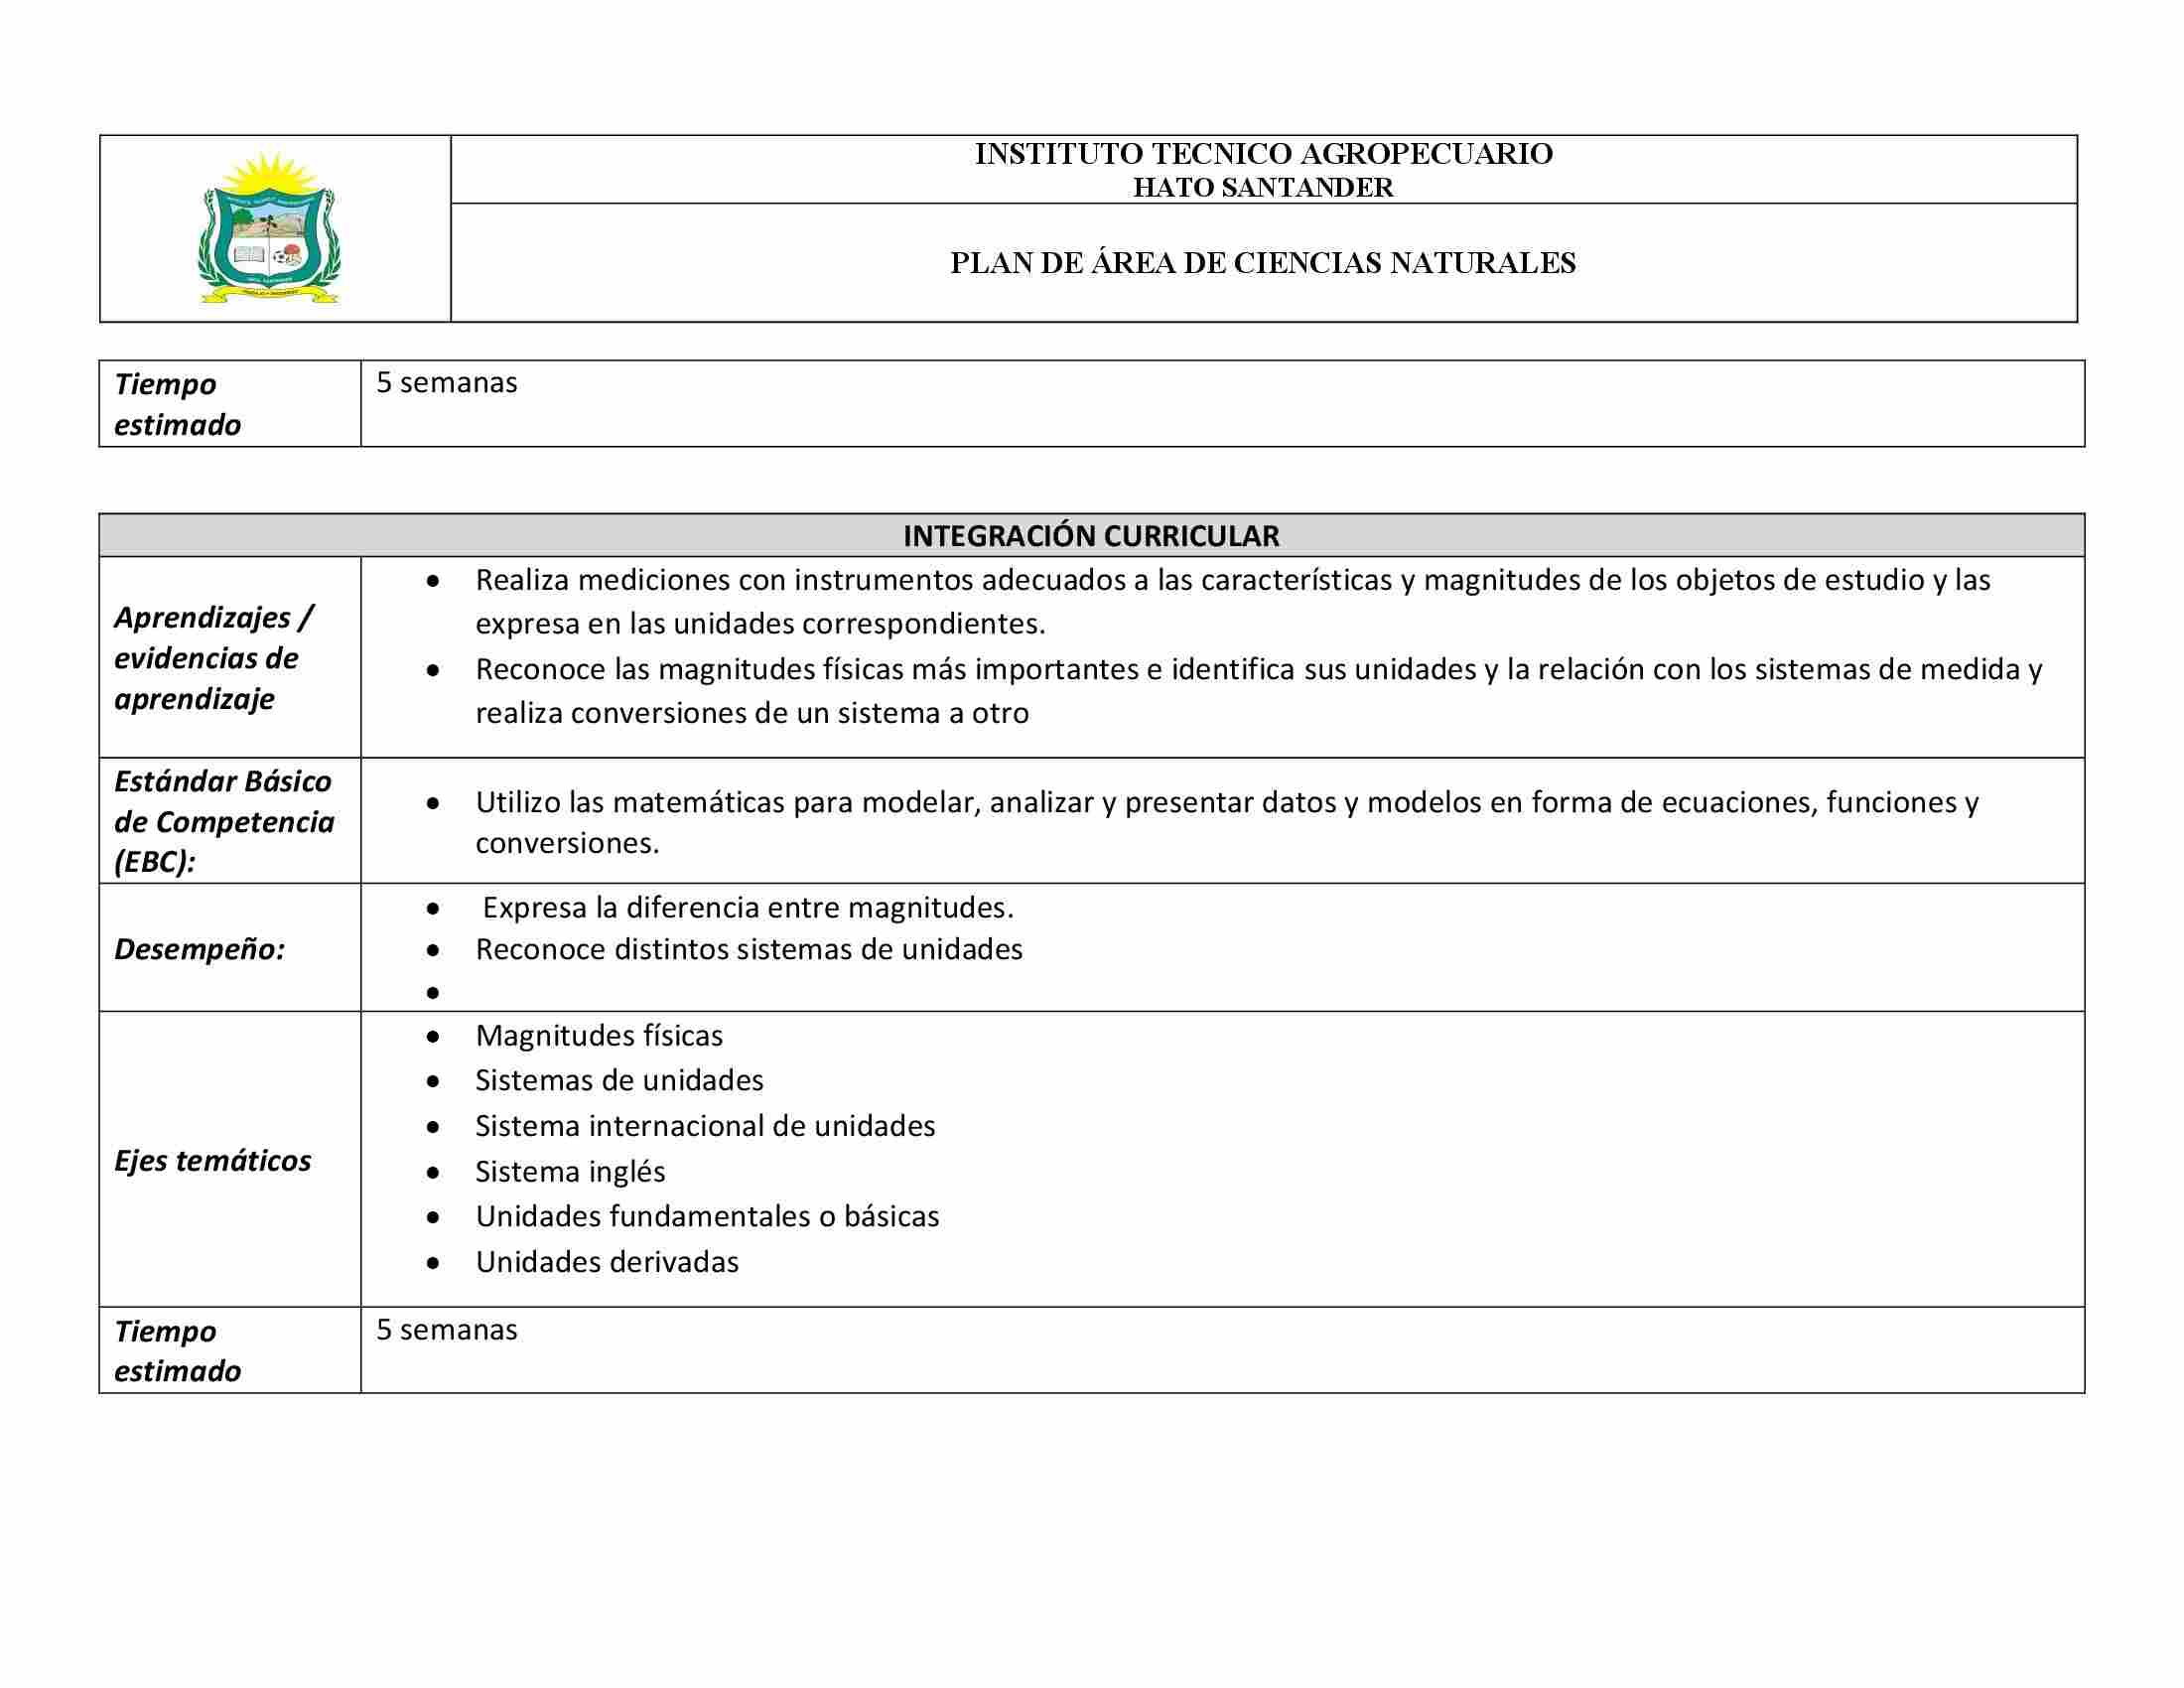 INSTITUTO TECNICO AGROPECUARIO
HATO SANTANDER
PLAN DE ÁREA DE CIENCIAS NATURALES
Tiempo estimado
5 semanas
INTEGRACIÓN CURRICULAR
Aprendizajes /
evidencias de
aprendizaje
• Realiza mediciones con instrumentos adecuados a las características y magnitudes de los objetos de estudio y las
expresa en las unidades correspondientes.
• Reconoce las magnitudes físicas más importantes e identifica sus unidades y la relación con los sistemas de medida y
realiza conversiones de un sistema a otro
Estándar Básico
de Competencia
(EBC):
• Utilizo las matemáticas para modelar, analizar y presentar datos y modelos en forma de ecuaciones, funciones y
conversiones.
Desempeño:
• Expresa la diferencia entre magnitudes.
• Reconoce distintos sistemas de unidades
•
Ejes temáticos
• Magnitudes físicas
• Sistemas de unidades
• Sistema internacional de unidades
• Sistema inglés
• Unidades fundamentales o básicas
• Unidades derivadas
Tiempo
estimado
5 semanas